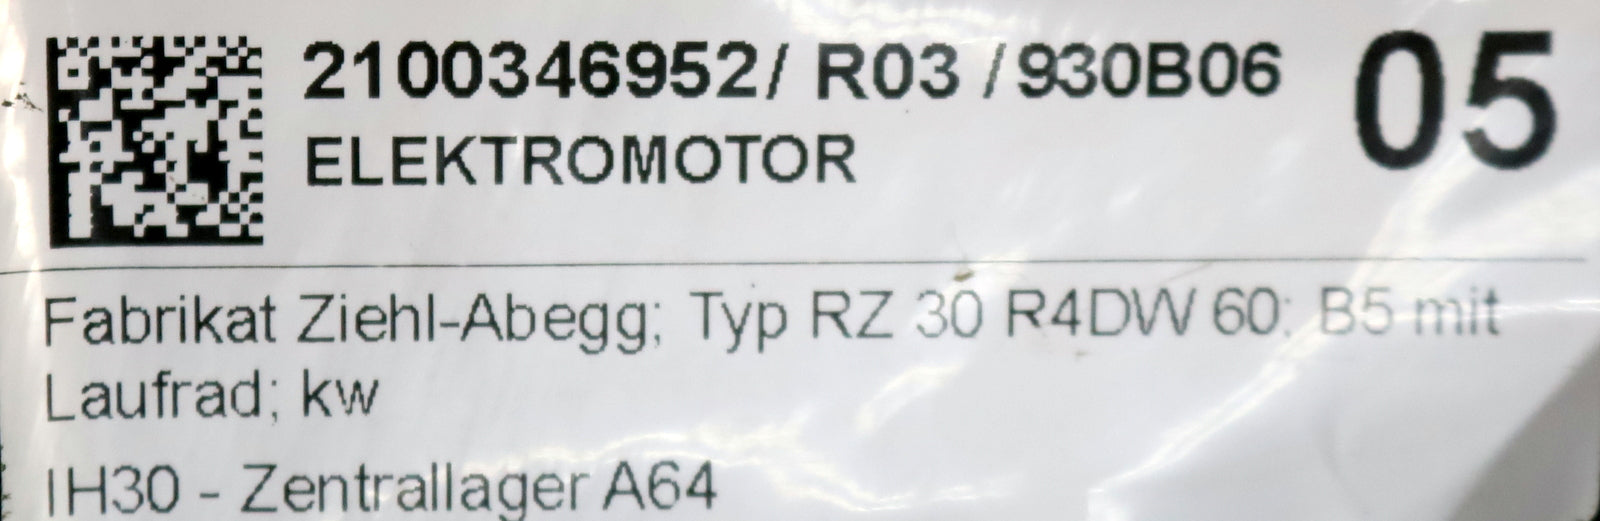 2100346952/ R03 /930B06
05
ELEKTROMOTOR
Fabrikat Ziehl-Abegg; Typ RZ 30 R4DW 60; B5 mit
Laufrad; kw
IH30 - Zentrallager A64